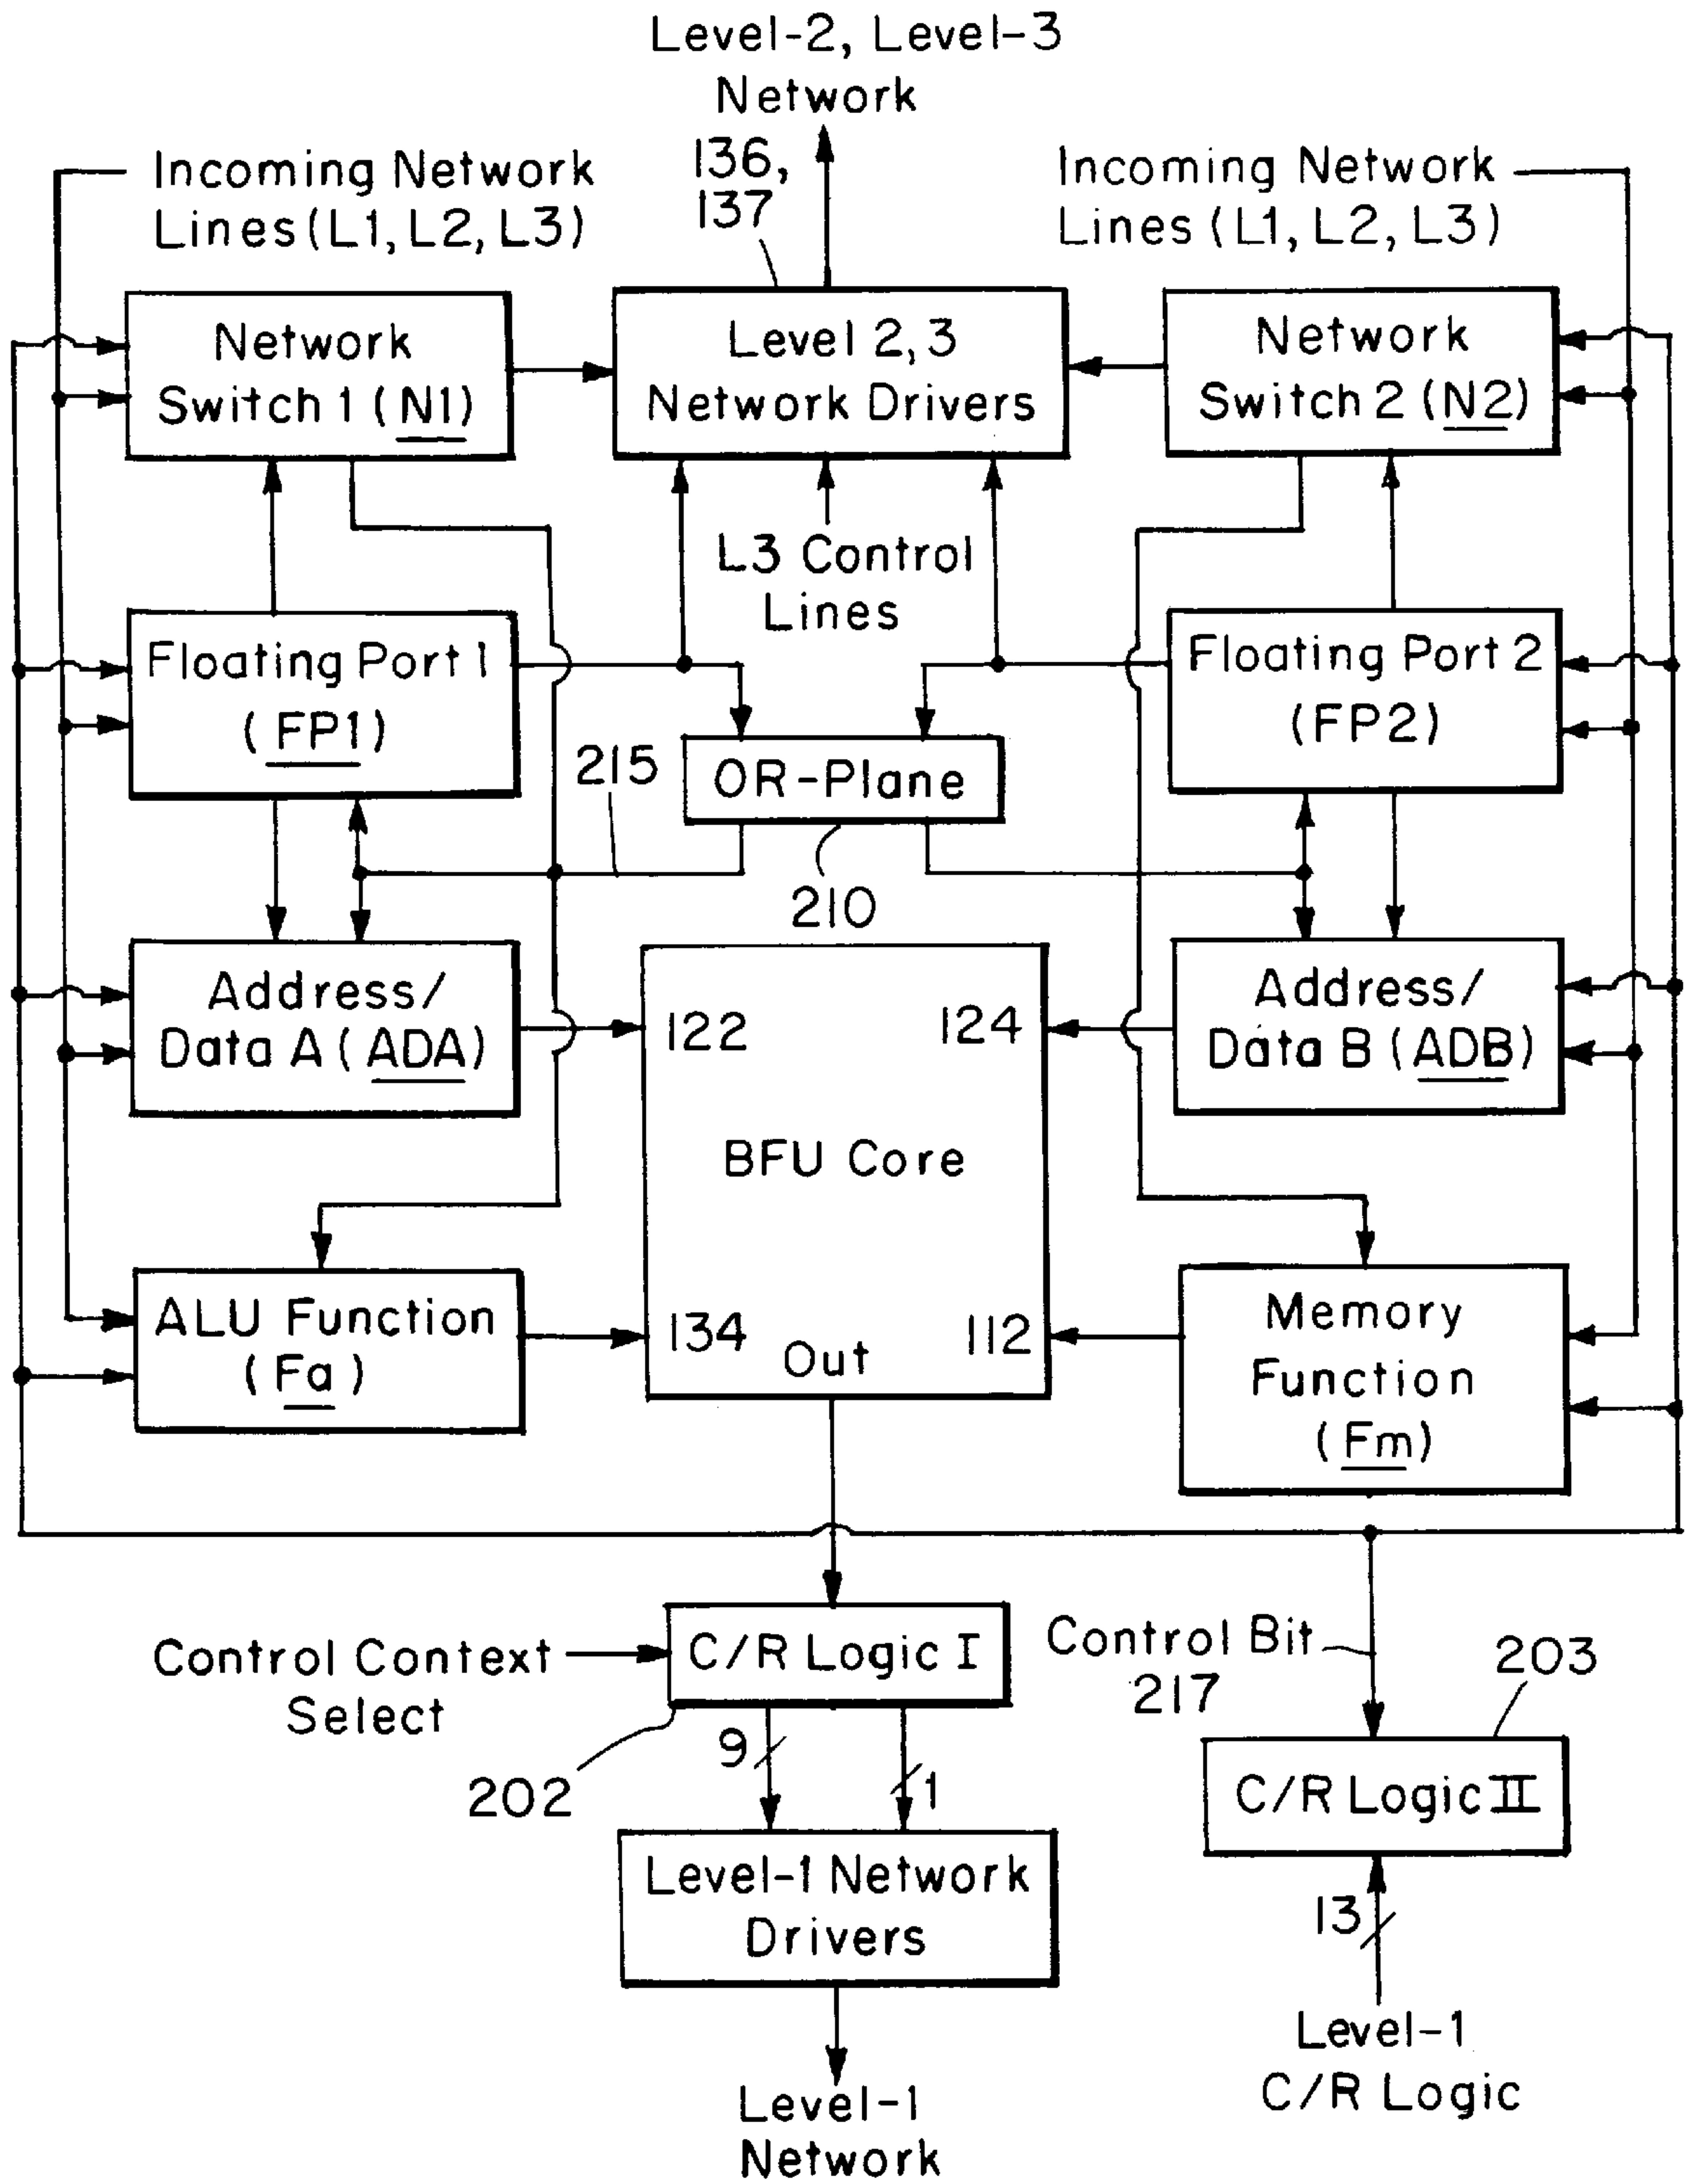 Level-2, Level-3
Network
136,
137
Incoming Network
Lines (L1, L2, L3)
Incoming Network
Lines (L1, L2, L3)
Network
Switch 1 (N1)
Level 2, 3
Network Drivers
Network
Switch 2 (N2)
L3 Control
Lines
Floating Port 1
(FP1)
Floating Port 2
(FP2)
215
OR-Plane
210
Address/
Data A (ADA)
122
124
Address/
Data B (ADB)
BFU Core
ALU Function
(Fa)
134
Out
112
Memory
Function
(Fm)
Control Context
Select
C/R Logic I
202
9
1
Control Bit
217
203
C/R Logic II
Level-1 Network
Drivers
13
Level-1
C/R Logic
Level-1
Network